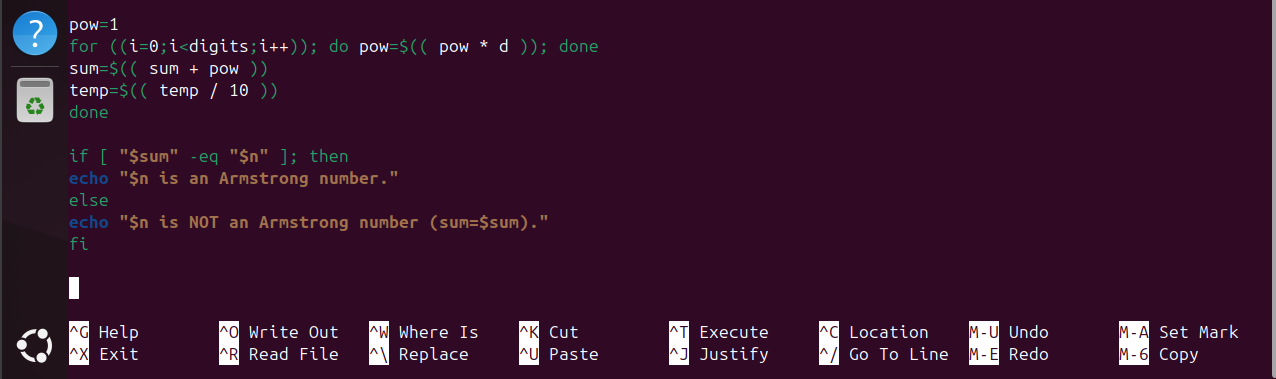 ?
pow=1
for ((i=0;i<digits;i++)); do pow=$(( pow * d )); done
sum=$(( sum + pow ))
temp=$(( temp / 10 ))
done
if [ "$sum" -eq "$n" ]; then
echo "$n is an Armstrong number."
else
echo "$n is NOT an Armstrong number (sum=$sum)."
fi
^G Help ^O Write Out ^W Where Is ^K Cut ^T Execute ^C Location M-U Undo M-A Set Mark
^X Exit ^R Read File ^\ Replace ^U Paste ^J Justify ^/ Go To Line M-E Redo M-6 Copy